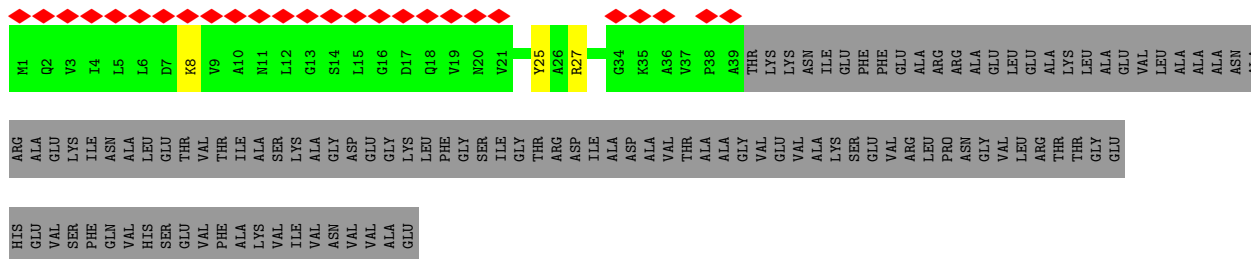 M1 Q2 V3 I4 L5 L6 D7 K8 V9 A10 N11 L12 G13 S14 L15 G16 D17 Q18 V19 N20 V21 Y25 A26 R27 G34 K35 A36 V37 P38 A39 THR LYS LYS ASN ILE GLU PHE PHE GLU ALA ARG ARG ALA GLU LEU GLU ALA LYS LEU ALA GLU VAL LEU ALA ALA ALA ASN ALA
ARG ALA GLU LYS ILE ASN ALA LEU GLU THR VAL THR ILE ALA SER LYS ALA GLY ASP GLU GLY LYS LEU PHE GLY SER ILE GLY THR ARG ASP ILE ALA ASP ALA VAL THR ALA ALA GLY VAL GLU VAL ALA LYS SER GLU VAL ARG LEU PRO ASN GLY VAL LEU ARG THR THR GLY GLU
HIS GLU VAL SER PHE GLN VAL HIS SER GLU VAL PHE ALA LYS VAL ILE VAL ASN VAL VAL ALA GLU